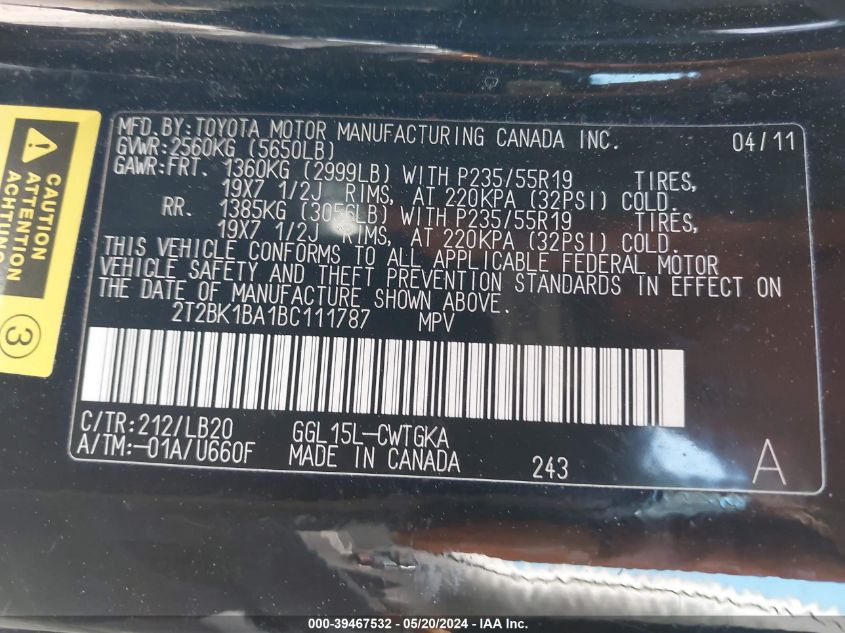 MFD. BY: TOYOTA MOTOR MANUFACTURING CANADA INC. 04/11
GVWR: 2560KG (5650LB)
GAWR: FRT. 1360KG (2999LB) WITH P235/55R19 TIRES,
19X7 1/2J RIMS, AT 220KPA (32PSI) COLD.
RR. 1385KG (3056LB) WITH P235/55R19 TIRES,
19X7 1/2J RIMS, AT 220KPA (32PSI) COLD.
THIS VEHICLE CONFORMS TO ALL APPLICABLE FEDERAL MOTOR
VEHICLE SAFETY AND THEFT PREVENTION STANDARDS IN EFFECT ON
THE DATE OF MANUFACTURE SHOWN ABOVE.
2T2BK1BA1BC111787 MPV
C/TR: 212/LB20 GGL15L-CWTGKA
A/TM: -01A/U660F MADE IN CANADA 243 A
CAUTION
ATTENTION
ACHTUNG
3
000-39467532 - 05/20/2024 - IAA Inc.